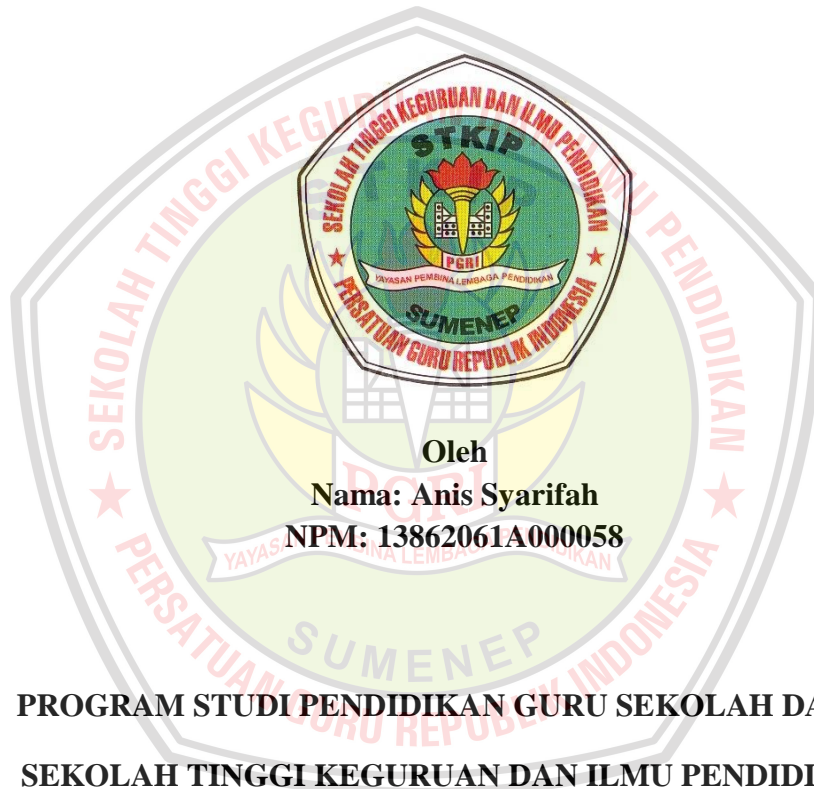 SEKOLAH TINGGI KEGURUAN DAN ILMU PENDIDIKAN
STKIP
PGRI
YAYASAN PEMBINA LEMBAGA PENDIDIKAN
SUMENEP
PERSATUAN GURU REPUBLIK INDONESIA
Oleh
Nama: Anis Syarifah
NPM: 13862061A000058
PROGRAM STUDI PENDIDIKAN GURU SEKOLAH DA
SEKOLAH TINGGI KEGURUAN DAN ILMU PENDIDI